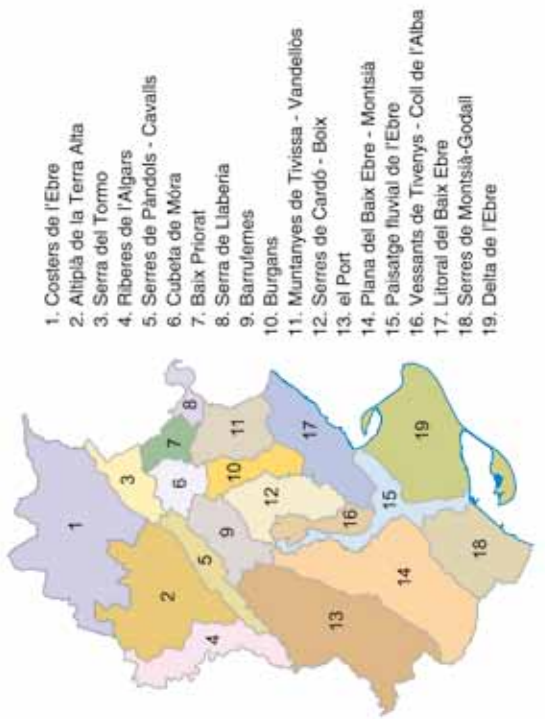 1. Costers de l'Ebre
2. Altiplà de la Terra Alta
3. Serra del Tormo
4. Riberes de l'Algars
5. Serres de Pàndols - Cavalls
6. Cubeta de Móra
7. Baix Priorat
8. Serra de Llaberia
9. Barrufemes
10. Burgans
11. Muntanyes de Tivissa - Vandellòs
12. Serres de Cardó - Boix
13. el Port
14. Plana del Baix Ebre - Montsià
15. Paisatge fluvial de l'Ebre
16. Vessants de Tivenys - Coll de l'Alba
17. Litoral del Baix Ebre
18. Serres de Montsià-Godall
19. Delta de l'Ebre
1
2
3
4
5
6
7
8
9
10
11
12
13
14
15
16
17
18
19